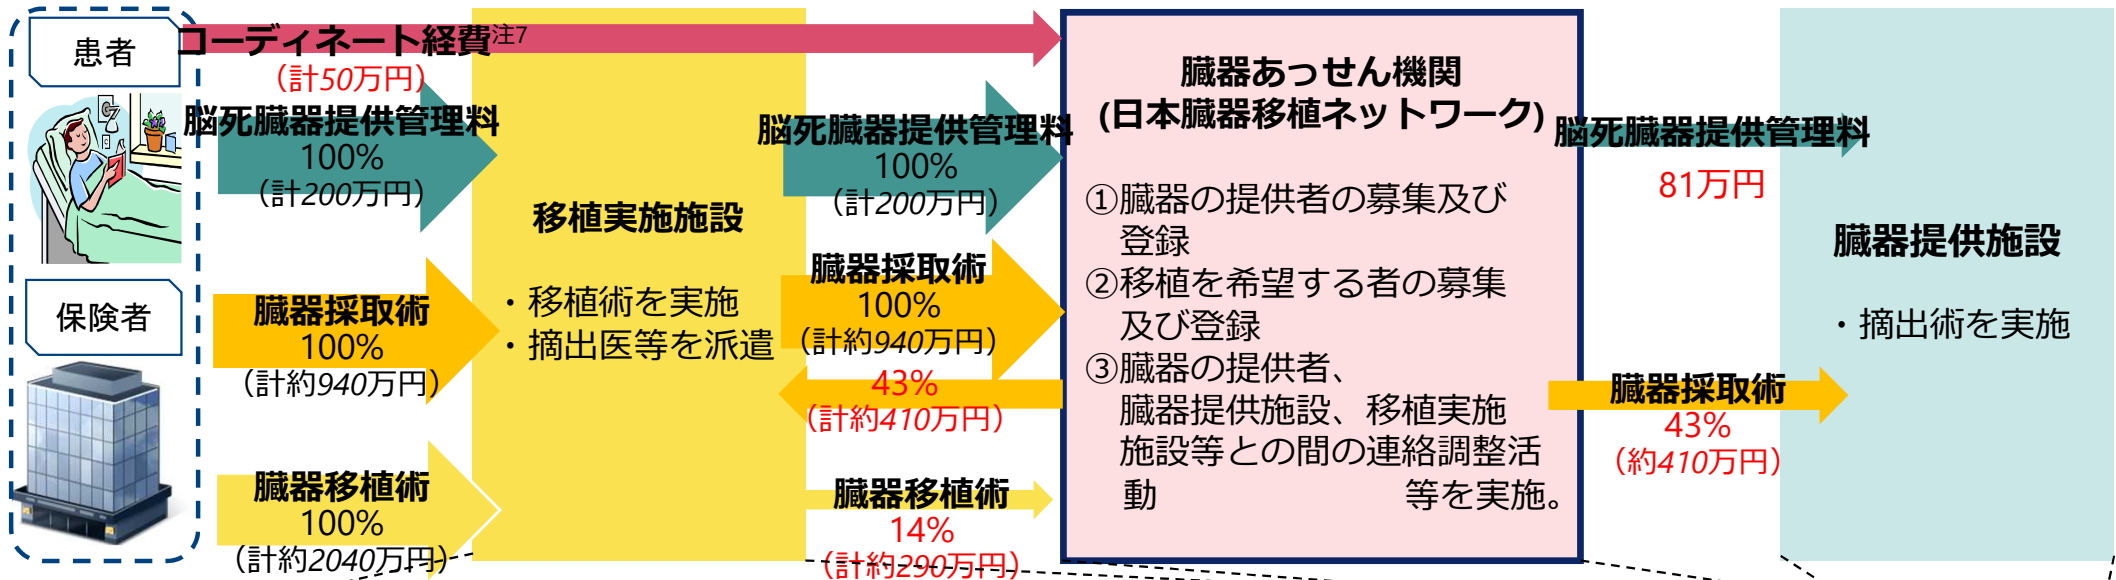 患者
保険者
コーディネート経費注7
（計50万円）
脳死臓器提供管理料
100%
（計200万円）
臓器採取術
100%
（計約940万円）
臓器移植術
100%
（計約2040万円）
移植実施施設
・移植術を実施
・摘出医等を派遣
脳死臓器提供管理料
100%
（計200万円）
臓器採取術
100%
（計約940万円）
43%
（計約410万円）
臓器移植術
14%
（計約290万円）
臓器あっせん機関
(日本臓器移植ネットワーク)
①臓器の提供者の募集及び
登録
②移植を希望する者の募集
及び登録
③臓器の提供者、
臓器提供施設、移植実施
施設等との間の連絡調整活
動 等を実施。
脳死臓器提供管理料
81万円
臓器採取術
43%
（約410万円）
臓器提供施設
・摘出術を実施